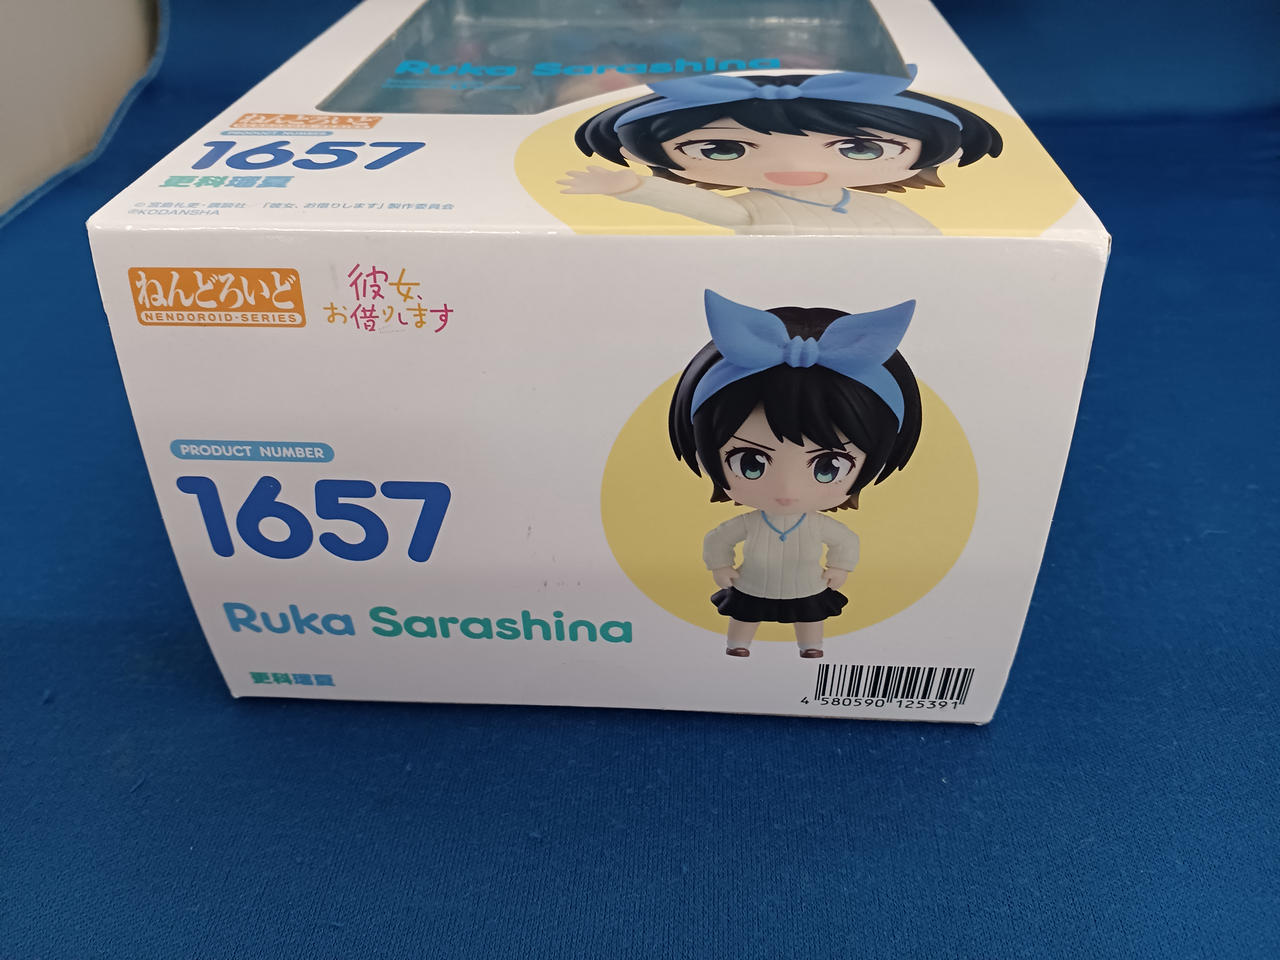 Ruka Sarashina
ねんどろいど
PRODUCT NUMBER
1657
更科瑠夏
©宮島礼吏・講談社／「彼女、お借りします」製作委員会
©KODANSHA
ねんどろいど
NENDOROID-SERIES
彼女、
お借りします
PRODUCT NUMBER
1657
Ruka Sarashina
更科瑠夏
4 580590 125391